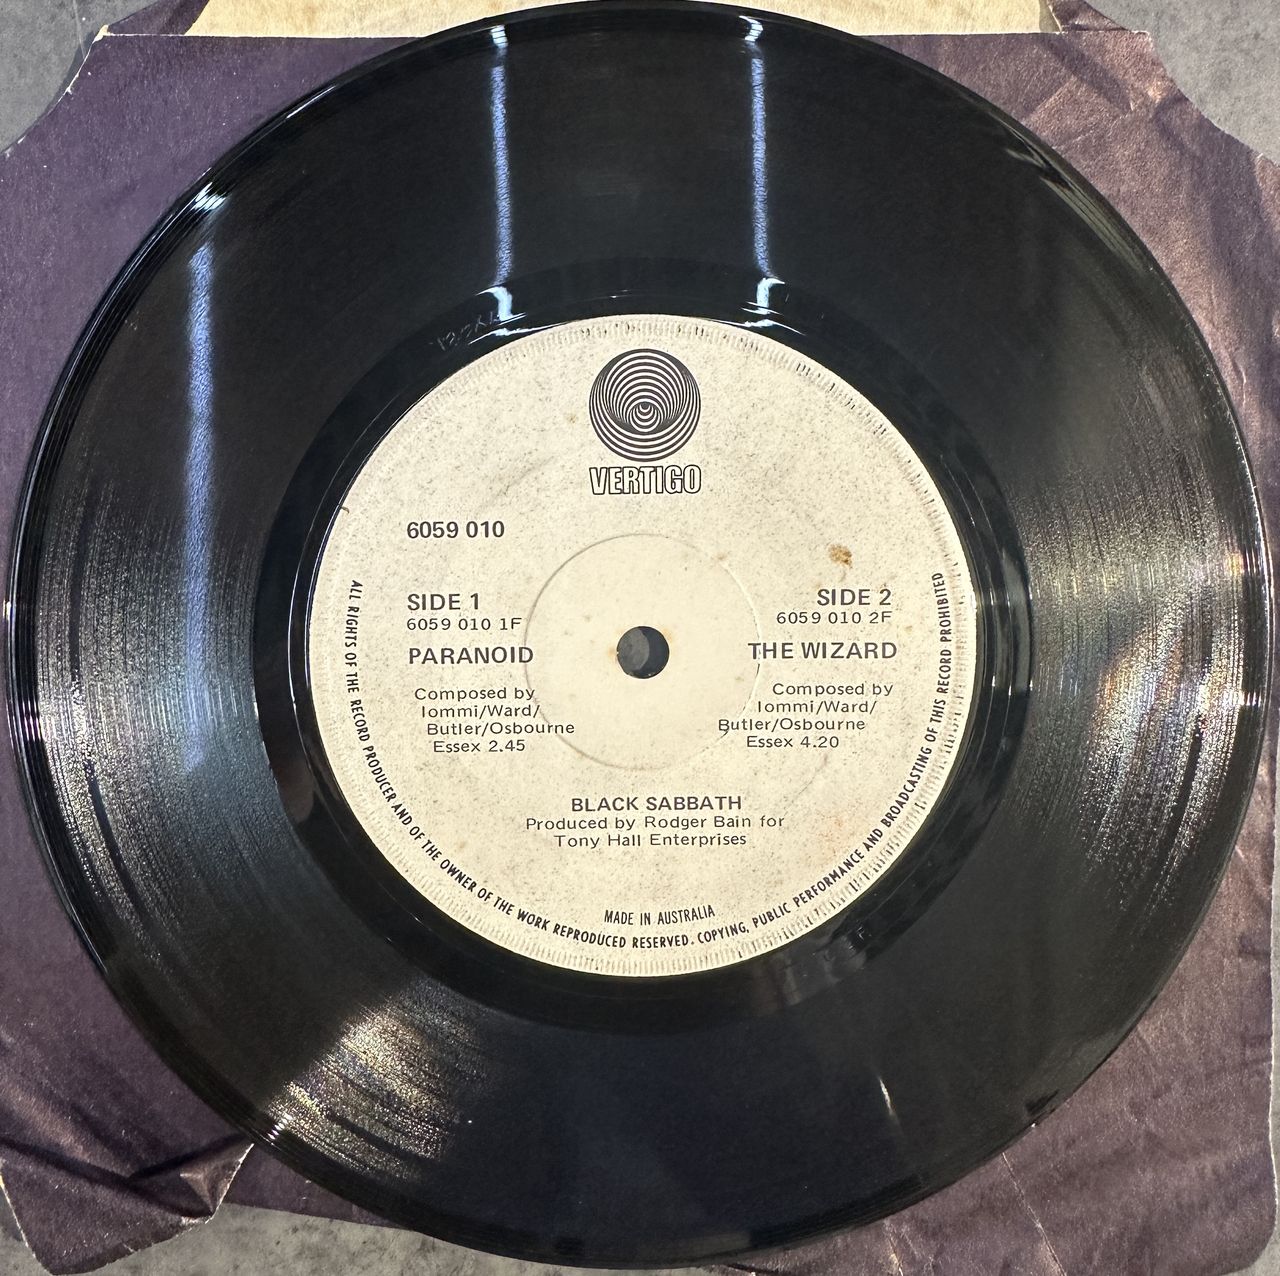 VERTIGO
6059 010
SIDE 1
6059 010 1F
PARANOID
Composed by
Iommi/Ward/
Butler/Osbourne
Essex 2.45
SIDE 2
6059 010 2F
THE WIZARD
Composed by
Iommi/Ward/
Butler/Osbourne
Essex 4.20
BLACK SABBATH
Produced by Rodger Bain for
Tony Hall Enterprises
MADE IN AUSTRALIA
ALL RIGHTS OF THE RECORD PRODUCER AND OF THE OWNER OF THE WORK REPRODUCED RESERVED. COPYING, PUBLIC PERFORMANCE AND BROADCASTING OF THIS RECORD PROHIBITED